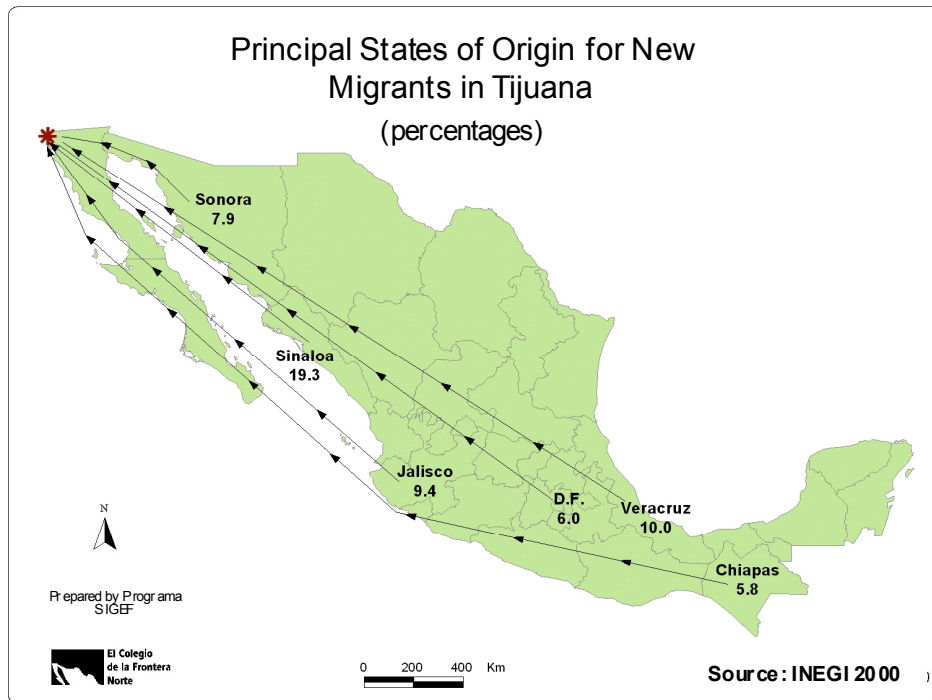 Principal States of Origin for New
Migrants in Tijuana
(percentages)
Sonora
7.9
Sinaloa
19.3
Jalisco
9.4
D.F.
6.0
Veracruz
10.0
Chiapas
5.8
N
Prepared by Programa
SIGEF
El Colegio
de la Frontera
Norte
0 200 400 Km
Source: INEGI 2000 )